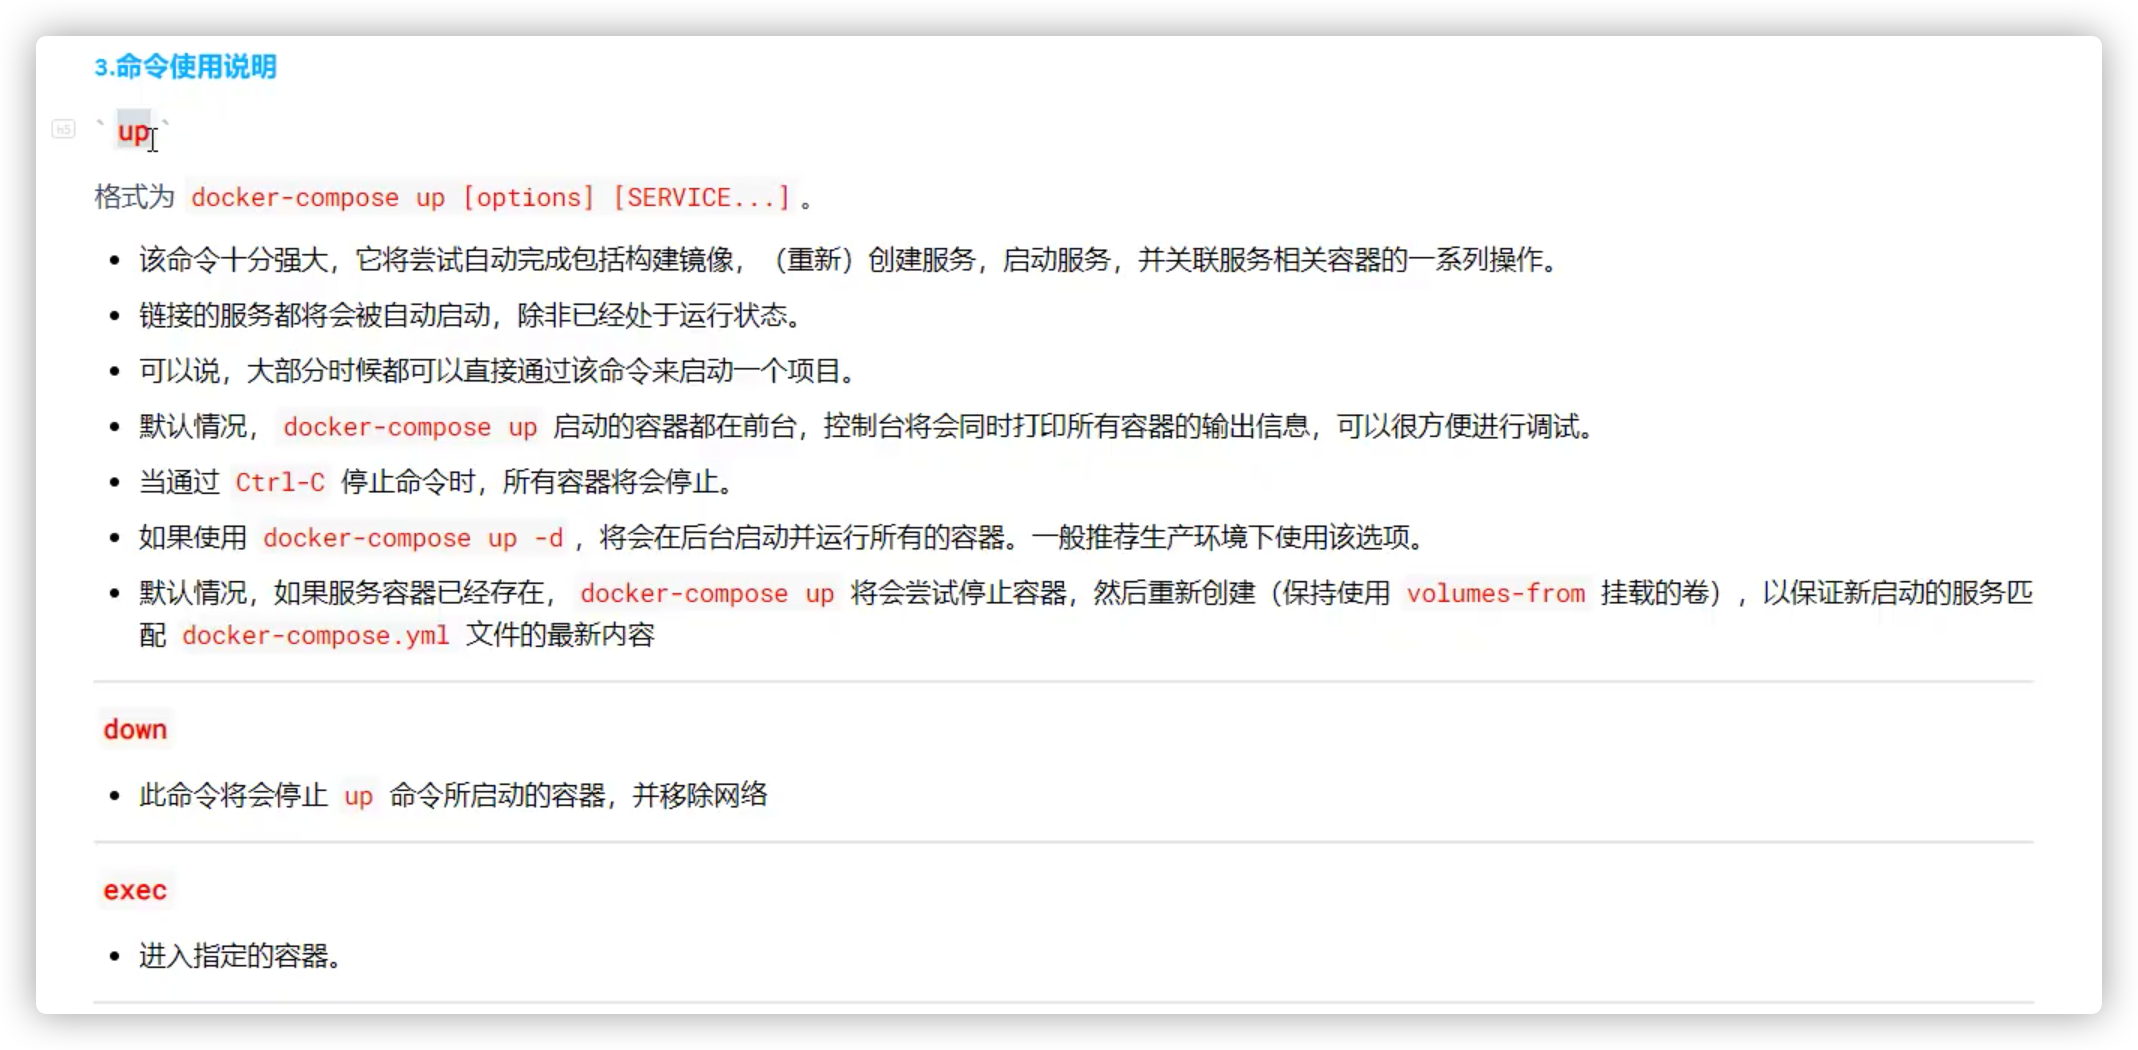 3.命令使用说明
h5
` up `
格式为 docker-compose up [options] [SERVICE...] 。
• 该命令十分强大，它将尝试自动完成包括构建镜像，（重新）创建服务，启动服务，并关联服务相关容器的一系列操作。
• 链接的服务都将会被自动启动，除非已经处于运行状态。
• 可以说，大部分时候都可以直接通过该命令来启动一个项目。
• 默认情况， docker-compose up 启动的容器都在前台，控制台将会同时打印所有容器的输出信息，可以很方便进行调试。
• 当通过 Ctrl-C 停止命令时，所有容器将会停止。
• 如果使用 docker-compose up -d ，将会在后台启动并运行所有的容器。一般推荐生产环境下使用该选项。
• 默认情况，如果服务容器已经存在， docker-compose up 将会尝试停止容器，然后重新创建（保持使用 volumes-from 挂载的卷），以保证新启动的服务匹
配 docker-compose.yml 文件的最新内容
down
• 此命令将会停止 up 命令所启动的容器，并移除网络
exec
• 进入指定的容器。